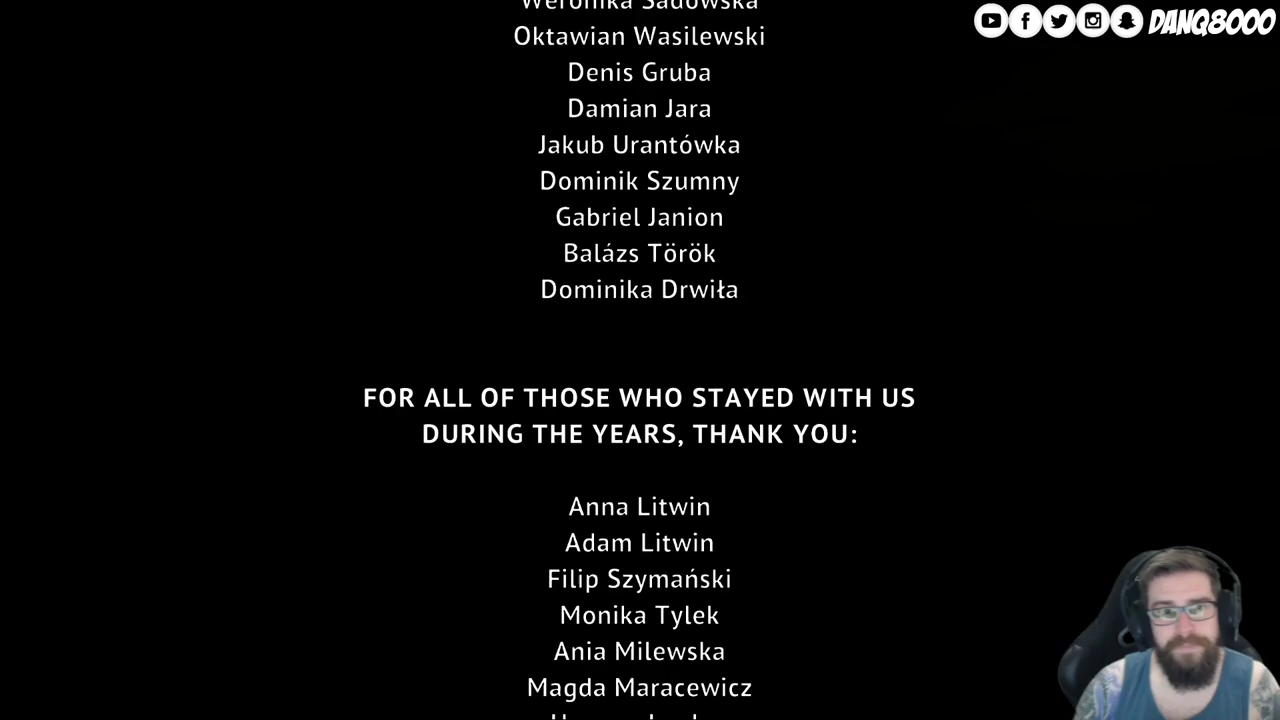 Weronika Sadowska
Oktawian Wasilewski
Denis Gruba
Damian Jara
Jakub Urantówka
Dominik Szumny
Gabriel Janion
Balázs Török
Dominika Drwiła
FOR ALL OF THOSE WHO STAYED WITH US
DURING THE YEARS, THANK YOU:
Anna Litwin
Adam Litwin
Filip Szymański
Monika Tylek
Ania Milewska
Magda Maracewicz
DANQ8000